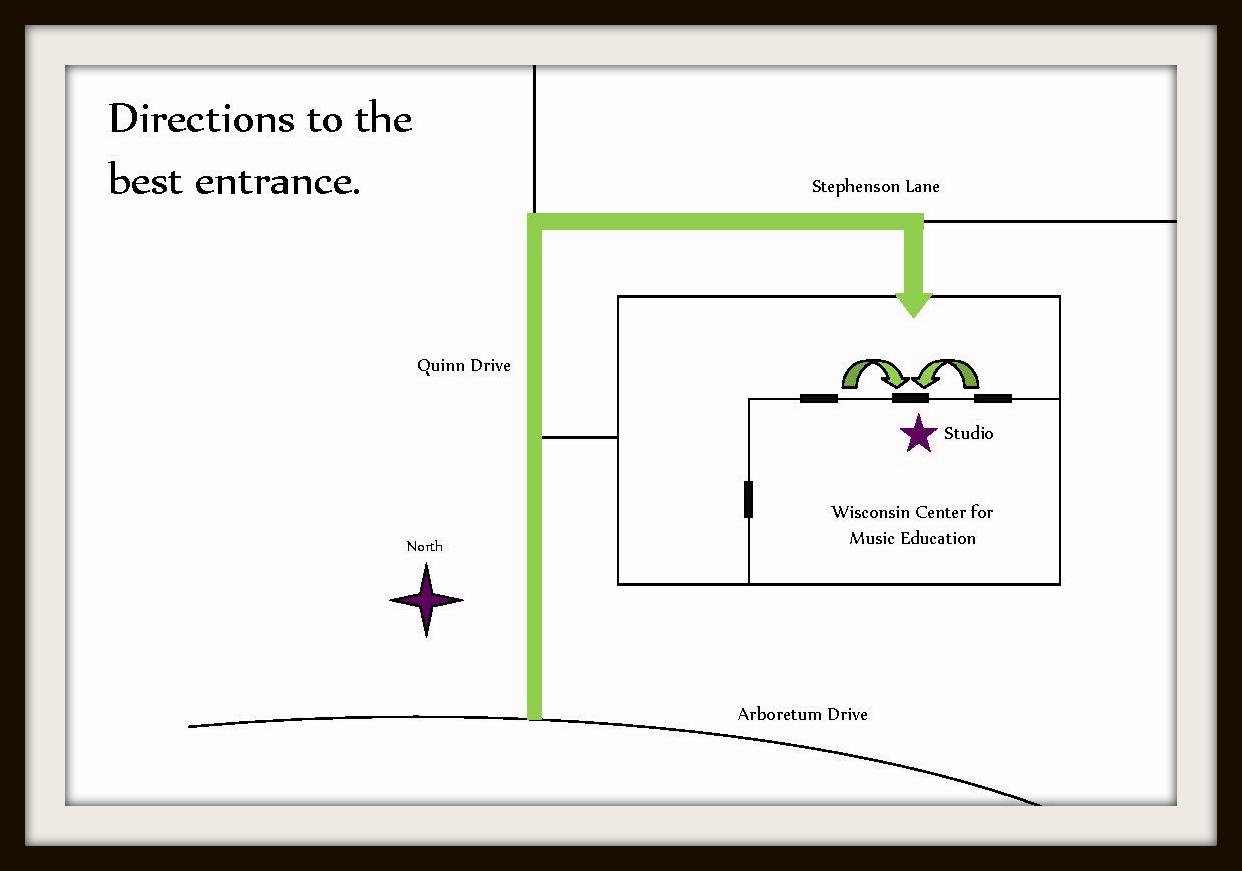 Directions to the
best entrance.
Stephenson Lane
Quinn Drive
Studio
Wisconsin Center for
Music Education
North
Arboretum Drive